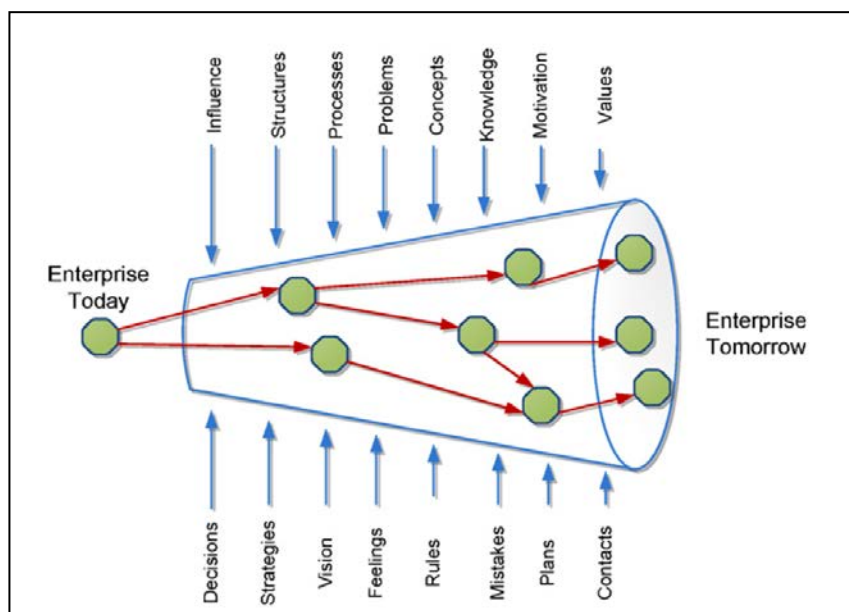 Influence
Structures
Processes
Problems
Concepts
Knowledge
Motivation
Values
Enterprise
Today
Enterprise
Tomorrow
Decisions
Strategies
Vision
Feelings
Rules
Mistakes
Plans
Contacts